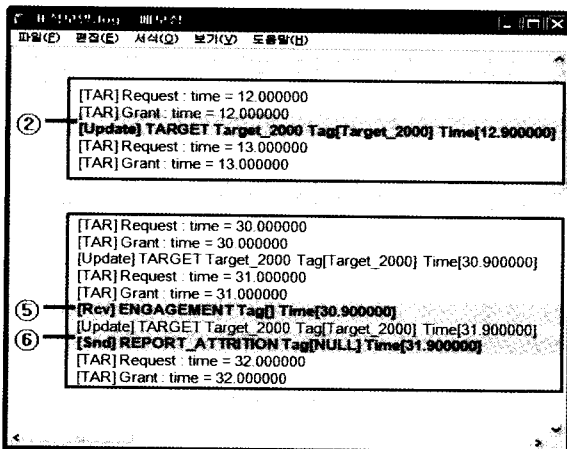 파일(F) 편집(E) 서식(O) 보기(V) 도움말(H)
[TAR] Request : time = 12.000000
[TAR] Grant : time = 12.000000
② [Update] TARGET Target_2000 Tag[Target_2000] Time[12.900000]
[TAR] Request : time = 13.000000
[TAR] Grant : time = 13.000000
[TAR] Request : time = 30.000000
[TAR] Grant : time = 30.000000
[Update] TARGET Target_2000 Tag[Target_2000] Time[30.900000]
[TAR] Request : time = 31.000000
[TAR] Grant : time = 31.000000
⑤ [Rcv] ENGAGEMENT Tag[] Time[30.900000]
[Update] TARGET Target_2000 Tag[Target_2000] Time[31.900000]
⑥ [Snd] REPORT_ATTRITION Tag[NULL] Time[31.900000]
[TAR] Request : time = 32.000000
[TAR] Grant : time = 32.000000